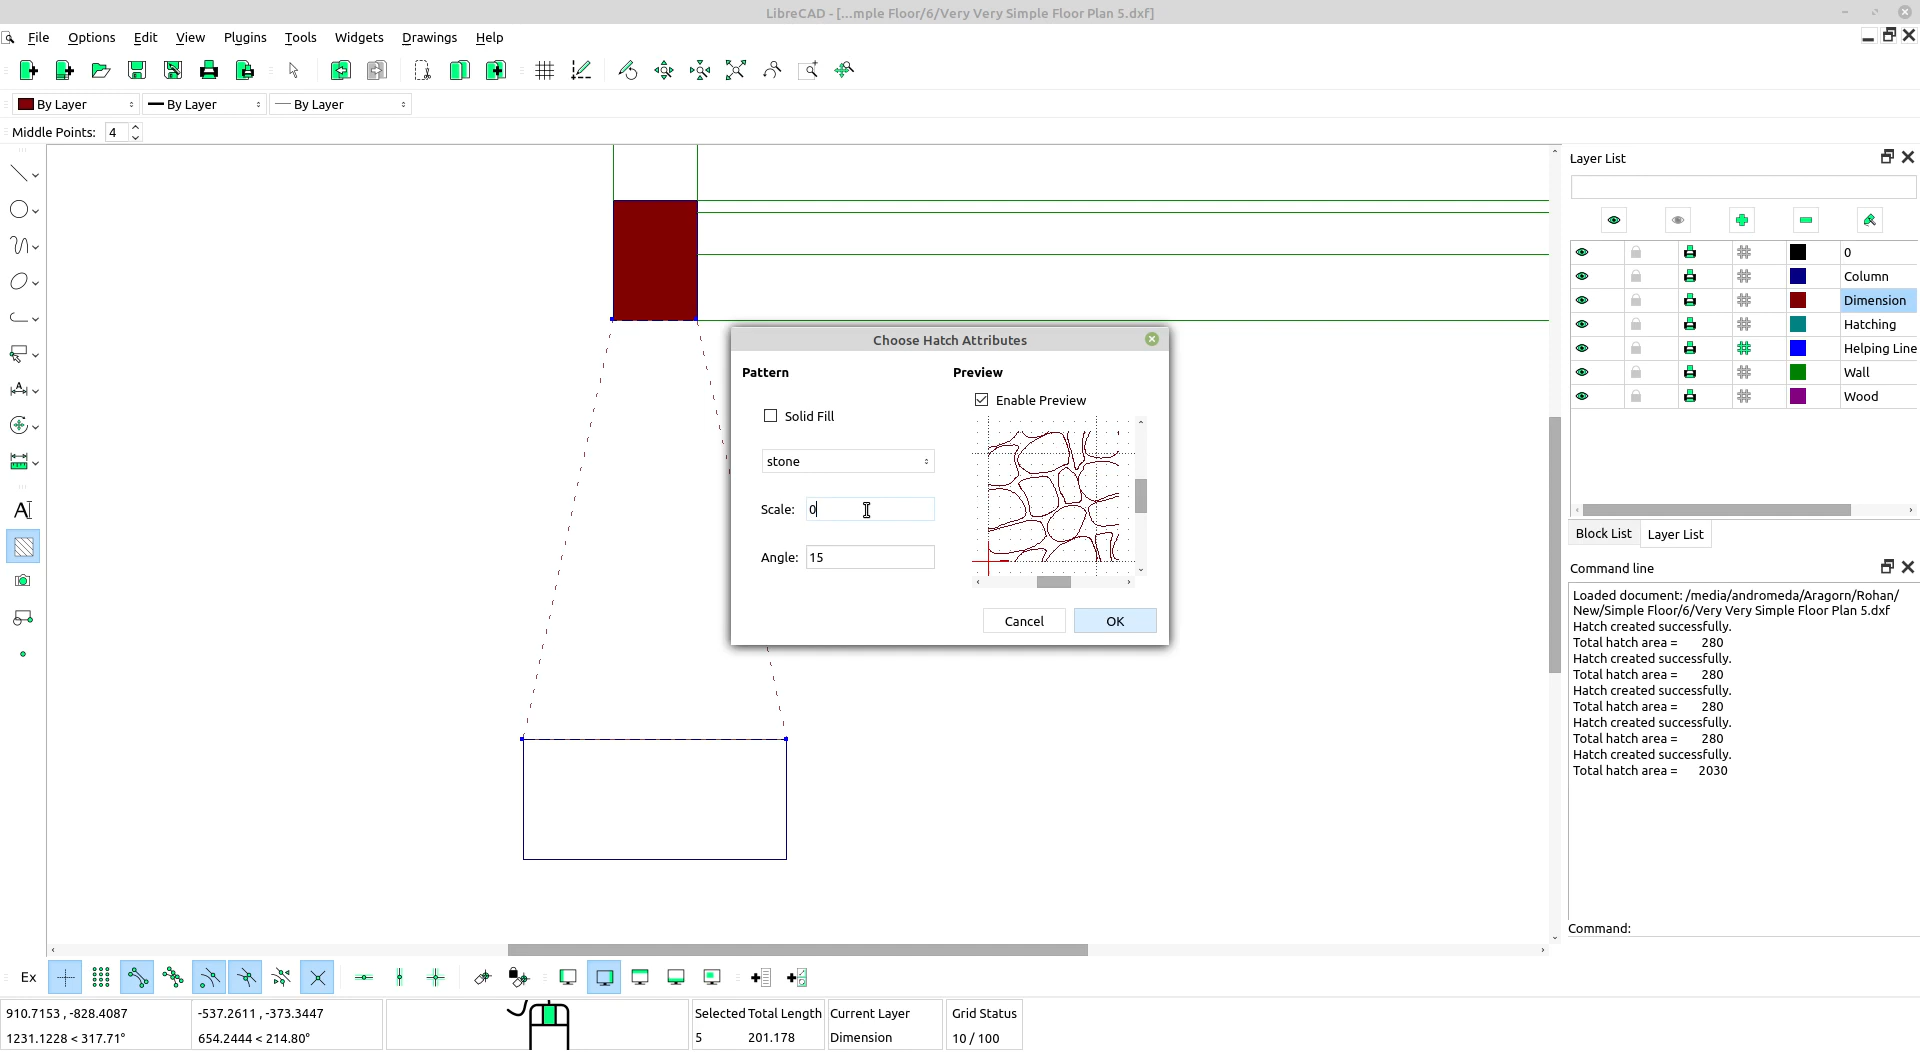 LibreCAD - [...mple Floor/6/Very Very Simple Floor Plan 5.dxf]
File Options Edit View Plugins Tools Widgets Drawings Help
By Layer By Layer By Layer
Middle Points: 4
Layer List
0
Column
Dimension
Hatching
Helping Line
Wall
Wood
Choose Hatch Attributes
Pattern
Preview
Solid Fill
Enable Preview
stone
Scale: 0
Angle: 15
Cancel OK
Block List Layer List
Command line
Loaded document: /media/andromeda/Aragorn/Rohan/
New/Simple Floor/6/Very Very Simple Floor Plan 5.dxf
Hatch created successfully.
Total hatch area = 280
Hatch created successfully.
Total hatch area = 280
Hatch created successfully.
Total hatch area = 280
Hatch created successfully.
Total hatch area = 280
Hatch created successfully.
Total hatch area = 2030
Command:
A
Ex
910.7153 , -828.4087
1231.1228 < 317.71°
-537.2611 , -373.3447
654.2444 < 214.80°
Selected Total Length
5 201.178
Current Layer
Dimension
Grid Status
10 / 100